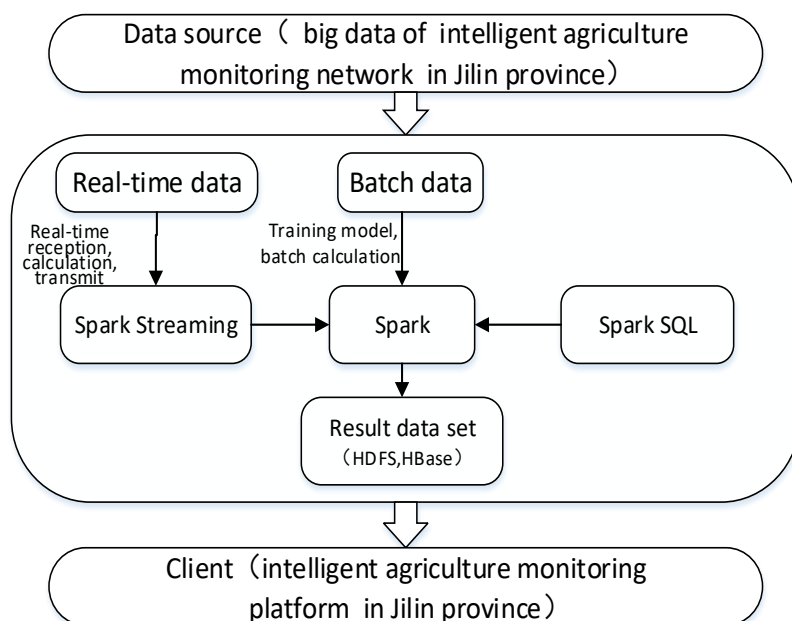 Data source（ big data of intelligent agriculture
monitoring network in Jilin province）
Real-time data
Batch data
Real-time
reception,
calculation,
transmit
Training model,
batch calculation
Spark Streaming
Spark
Spark SQL
Result data set
（HDFS,HBase）
Client（intelligent agriculture monitoring
platform in Jilin province）